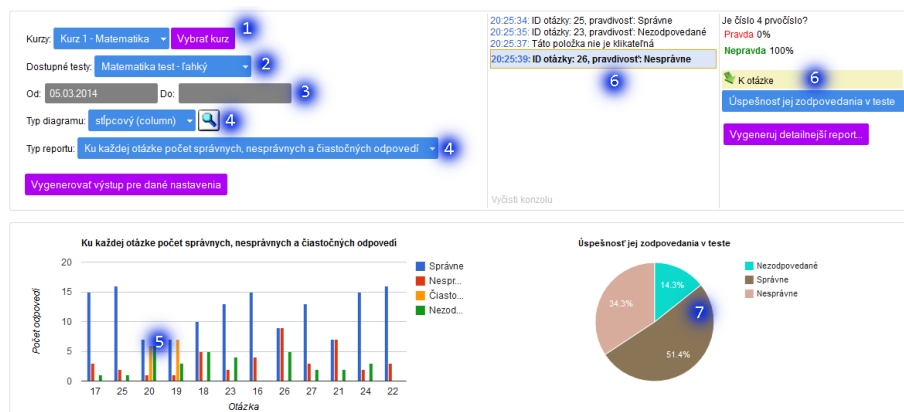 Kurzy: Kurz 1 - Matematika Vybrať kurz 1
Dostupné testy: Matematika test - ľahký 2
Od: 05.03.2014 Do: 3
Typ diagramu: stĺpcový (column) 4
Typ reportu: Ku každej otázke počet správnych, nesprávnych a čiastočných odpovedí 4
Vygenerovať výstup pre dané nastavenia
20:25:34: ID otázky: 25, pravdivosť: Správne
20:25:35: ID otázky: 23, pravdivosť: Nezodpovedané
20:25:37: Táto položka nie je klikateľná
20:25:39: ID otázky: 26, pravdivosť: Nesprávne
6
Vyčisti konzolu
Je číslo 4 prvočíslo?
Pravda 0%
Nepravda 100%
K otázke 6
Úspešnosť jej zodpovedania v teste
Vygeneruj detailnejší report...
Ku každej otázke počet správnych, nesprávnych a čiastočných odpovedí
Počet odpovedí
20
15
10
5
0
5
17 25 20 19 18 23 16 26 27 21 24 22
Otázka
Správne
Nespr...
Čiasto...
Nezod...
Úspešnosť jej zodpovedania v teste
14.3%
34.3%
51.4%
7
Nezodpovedané
Správne
Nesprávne